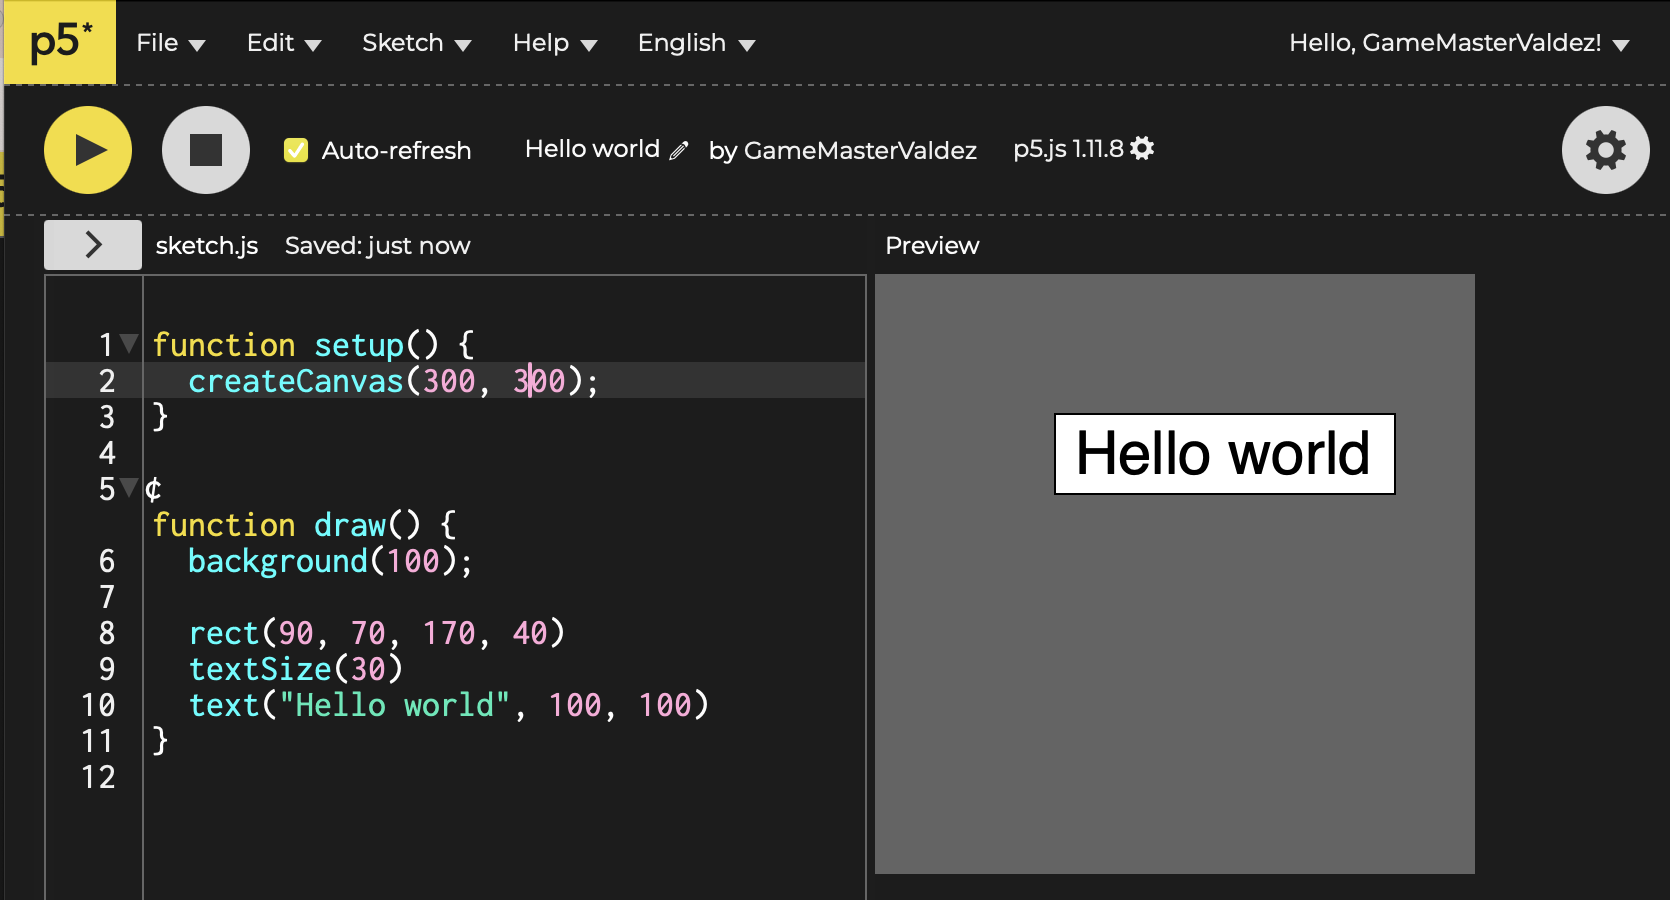 p5* File Edit Sketch Help English Hello, GameMasterValdez!
Auto-refresh Hello world by GameMasterValdez p5.js 1.11.8
sketch.js Saved: just now Preview
1 function setup() {
2 createCanvas(300, 300);
3 }
4
5 ¢
function draw() {
6 background(100);
7
8 rect(90, 70, 170, 40)
9 textSize(30)
10 text("Hello world", 100, 100)
11 }
12
Hello world